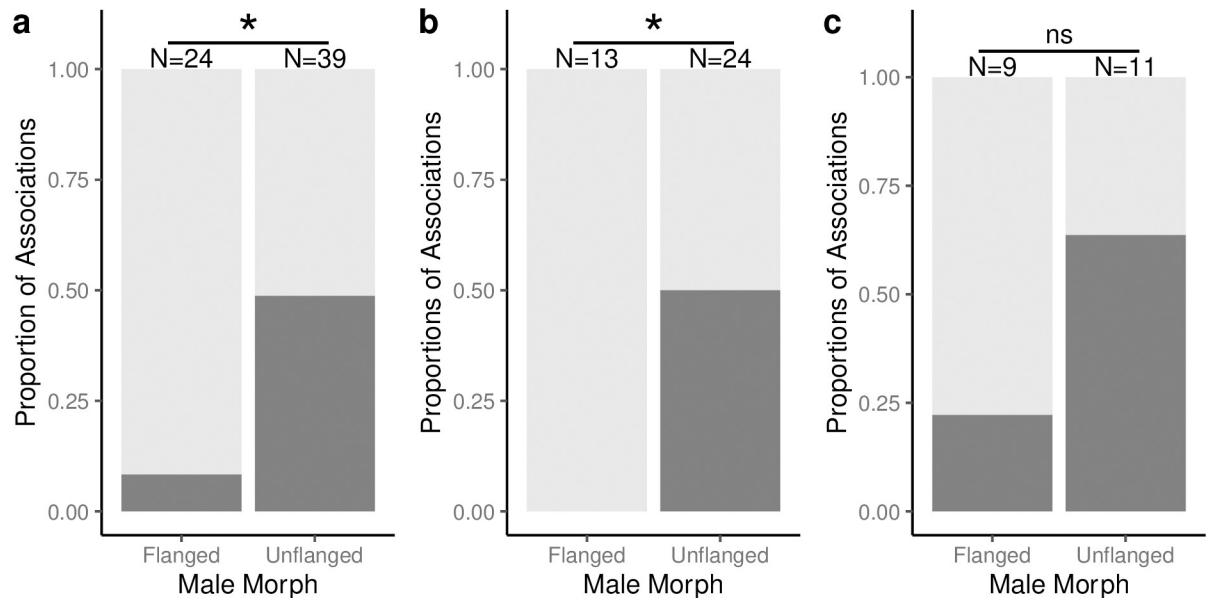 a
*
N=24 N=39
1.00
0.75
0.50
0.25
0.00
Proportion of Associations
Flanged Unflanged
Male Morph
b
*
N=13 N=24
1.00
0.75
0.50
0.25
0.00
Proportions of Associations
Flanged Unflanged
Male Morph
c
ns
N=9 N=11
1.00
0.75
0.50
0.25
0.00
Proportions of Associations
Flanged Unflanged
Male Morph